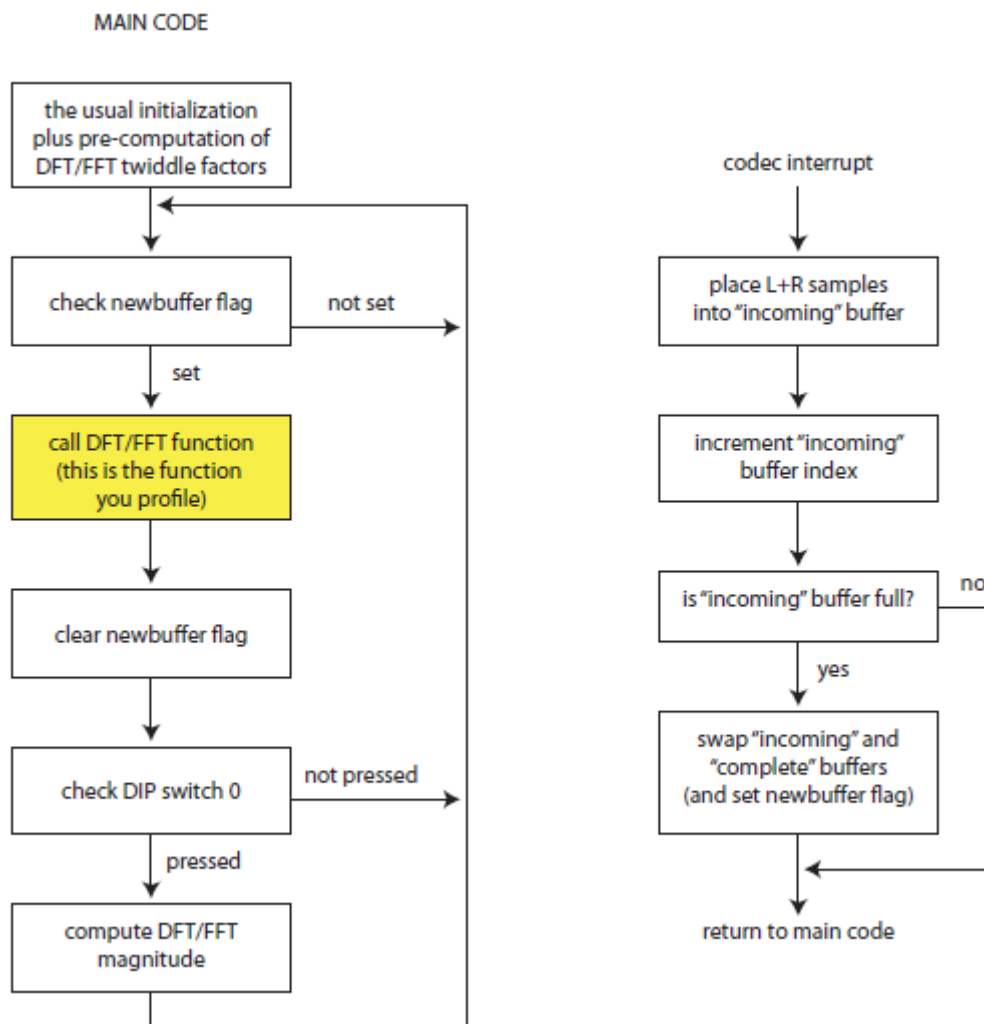 MAIN CODE
the usual initialization
plus pre-computation of
DFT/FFT twiddle factors
check newbuffer flag
not set
set
call DFT/FFT function
(this is the function
you profile)
clear newbuffer flag
check DIP switch 0
not pressed
pressed
compute DFT/FFT
magnitude
codec interrupt
place L+R samples
into "incoming" buffer
increment "incoming"
buffer index
is "incoming" buffer full?
no
yes
swap "incoming" and
"complete" buffers
(and set newbuffer flag)
return to main code